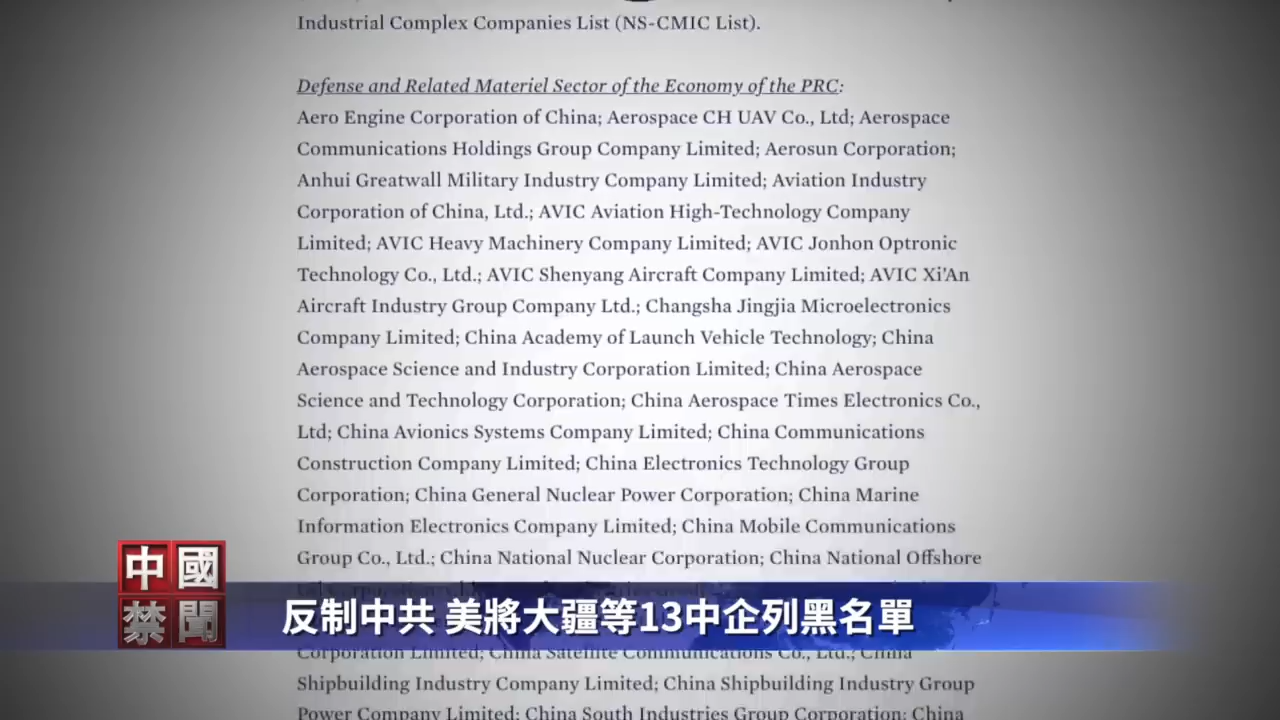 Industrial Complex Companies List (NS-CMIC List).
Defense and Related Materiel Sector of the Economy of the PRC:
Aero Engine Corporation of China; Aerospace CH UAV Co., Ltd; Aerospace
Communications Holdings Group Company Limited; Aerosun Corporation;
Anhui Greatwall Military Industry Company Limited; Aviation Industry
Corporation of China, Ltd.; AVIC Aviation High-Technology Company
Limited; AVIC Heavy Machinery Company Limited; AVIC Jonhon Optronic
Technology Co., Ltd.; AVIC Shenyang Aircraft Company Limited; AVIC Xi'An
Aircraft Industry Group Company Ltd.; Changsha Jingjia Microelectronics
Company Limited; China Academy of Launch Vehicle Technology; China
Aerospace Science and Industry Corporation Limited; China Aerospace
Science and Technology Corporation; China Aerospace Times Electronics Co.,
Ltd; China Avionics Systems Company Limited; China Communications
Construction Company Limited; China Electronics Technology Group
Corporation; China General Nuclear Power Corporation; China Marine
Information Electronics Company Limited; China Mobile Communications
Group Co., Ltd.; China National Nuclear Corporation; China National Offshore
中國
禁聞
反制中共 美將大疆等13中企列黑名單
Corporation Limited; China Satellite Communications Co., Ltd.; China
Shipbuilding Industry Company Limited; China Shipbuilding Industry Group
Power Company Limited; China South Industries Group Corporation; China